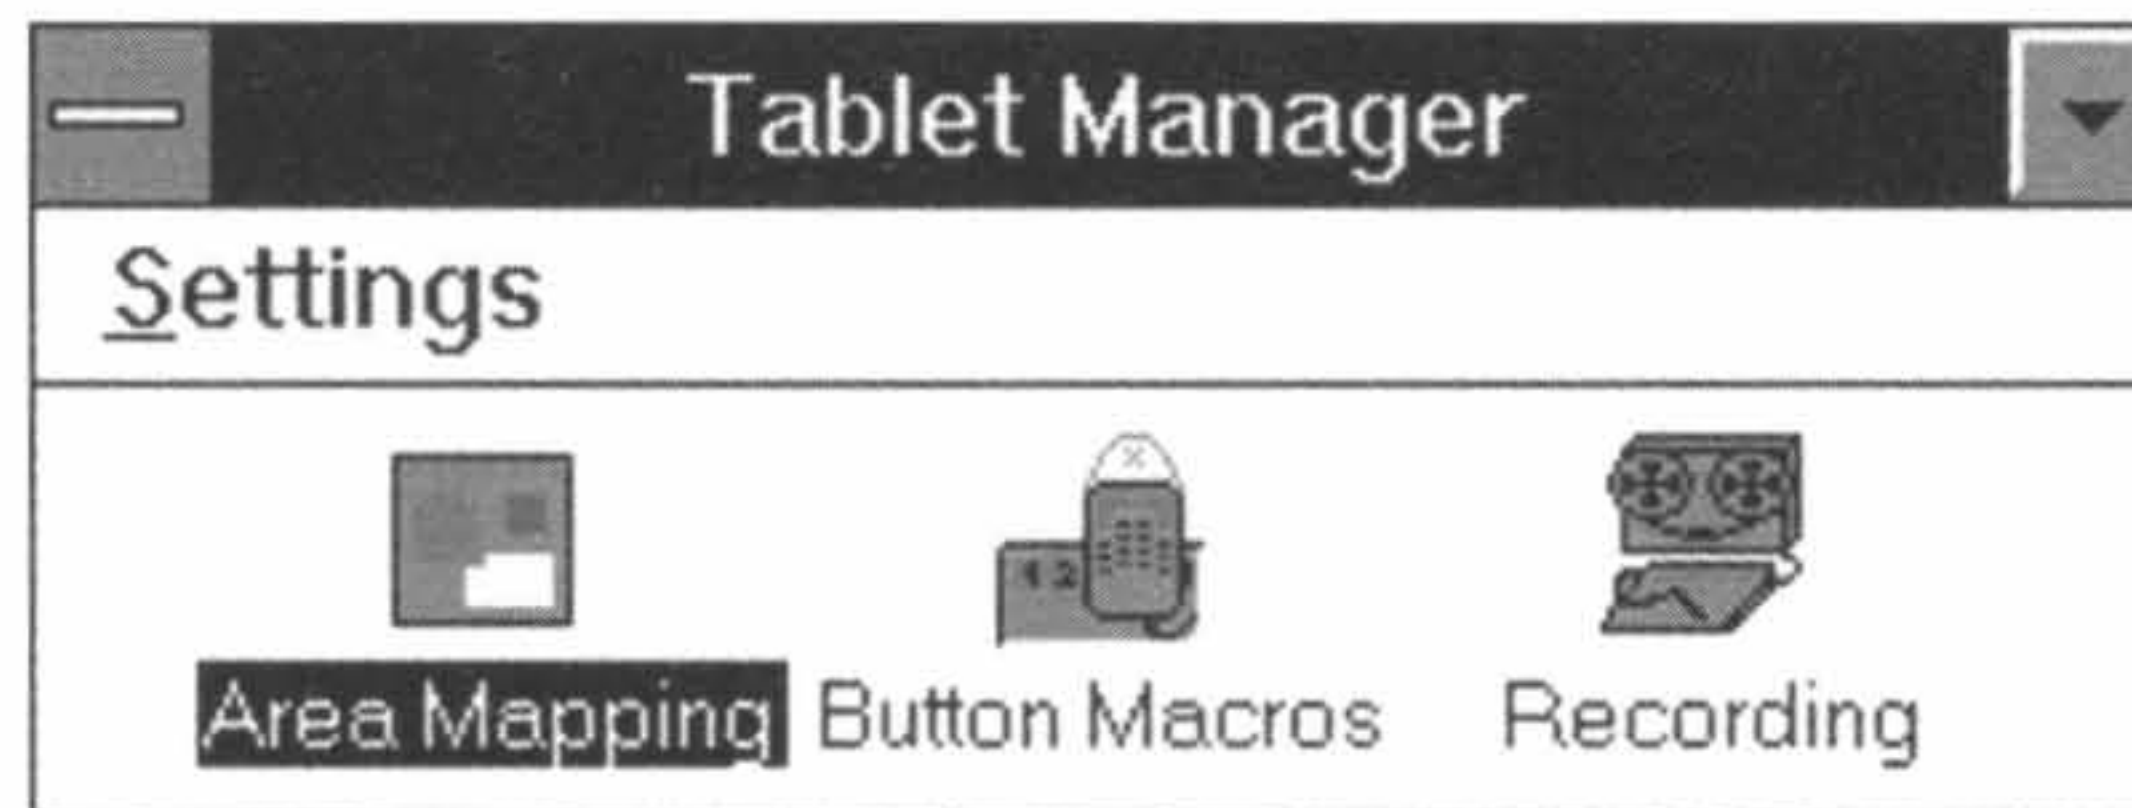 Tablet Manager
Settings
Area Mapping Button Macros Recording